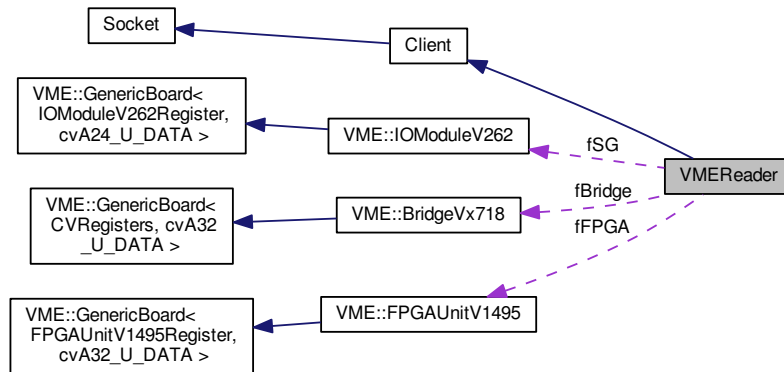 Socket
Client
VME::GenericBoard<
IOModuleV262Register,
cvA24_U_DATA >
VME::IOModuleV262
fSG
VMEReader
VME::GenericBoard<
CVRegisters, cvA32
_U_DATA >
VME::BridgeVx718
fBridge
fFPGA
VME::GenericBoard<
FPGAUnitV1495Register,
cvA32_U_DATA >
VME::FPGAUnitV1495